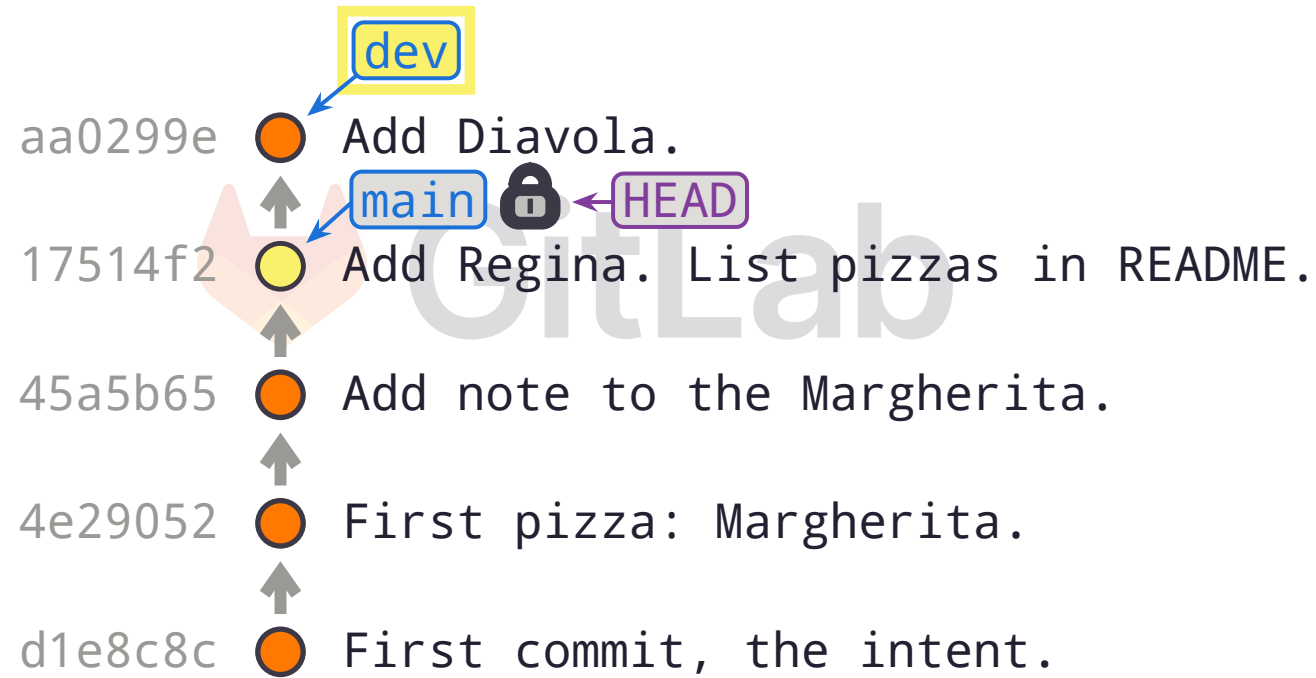 dev
aa0299e Add Diavola.
main HEAD
GitLab
17514f2 Add Regina. List pizzas in README.
45a5b65 Add note to the Margherita.
4e29052 First pizza: Margherita.
d1e8c8c First commit, the intent.